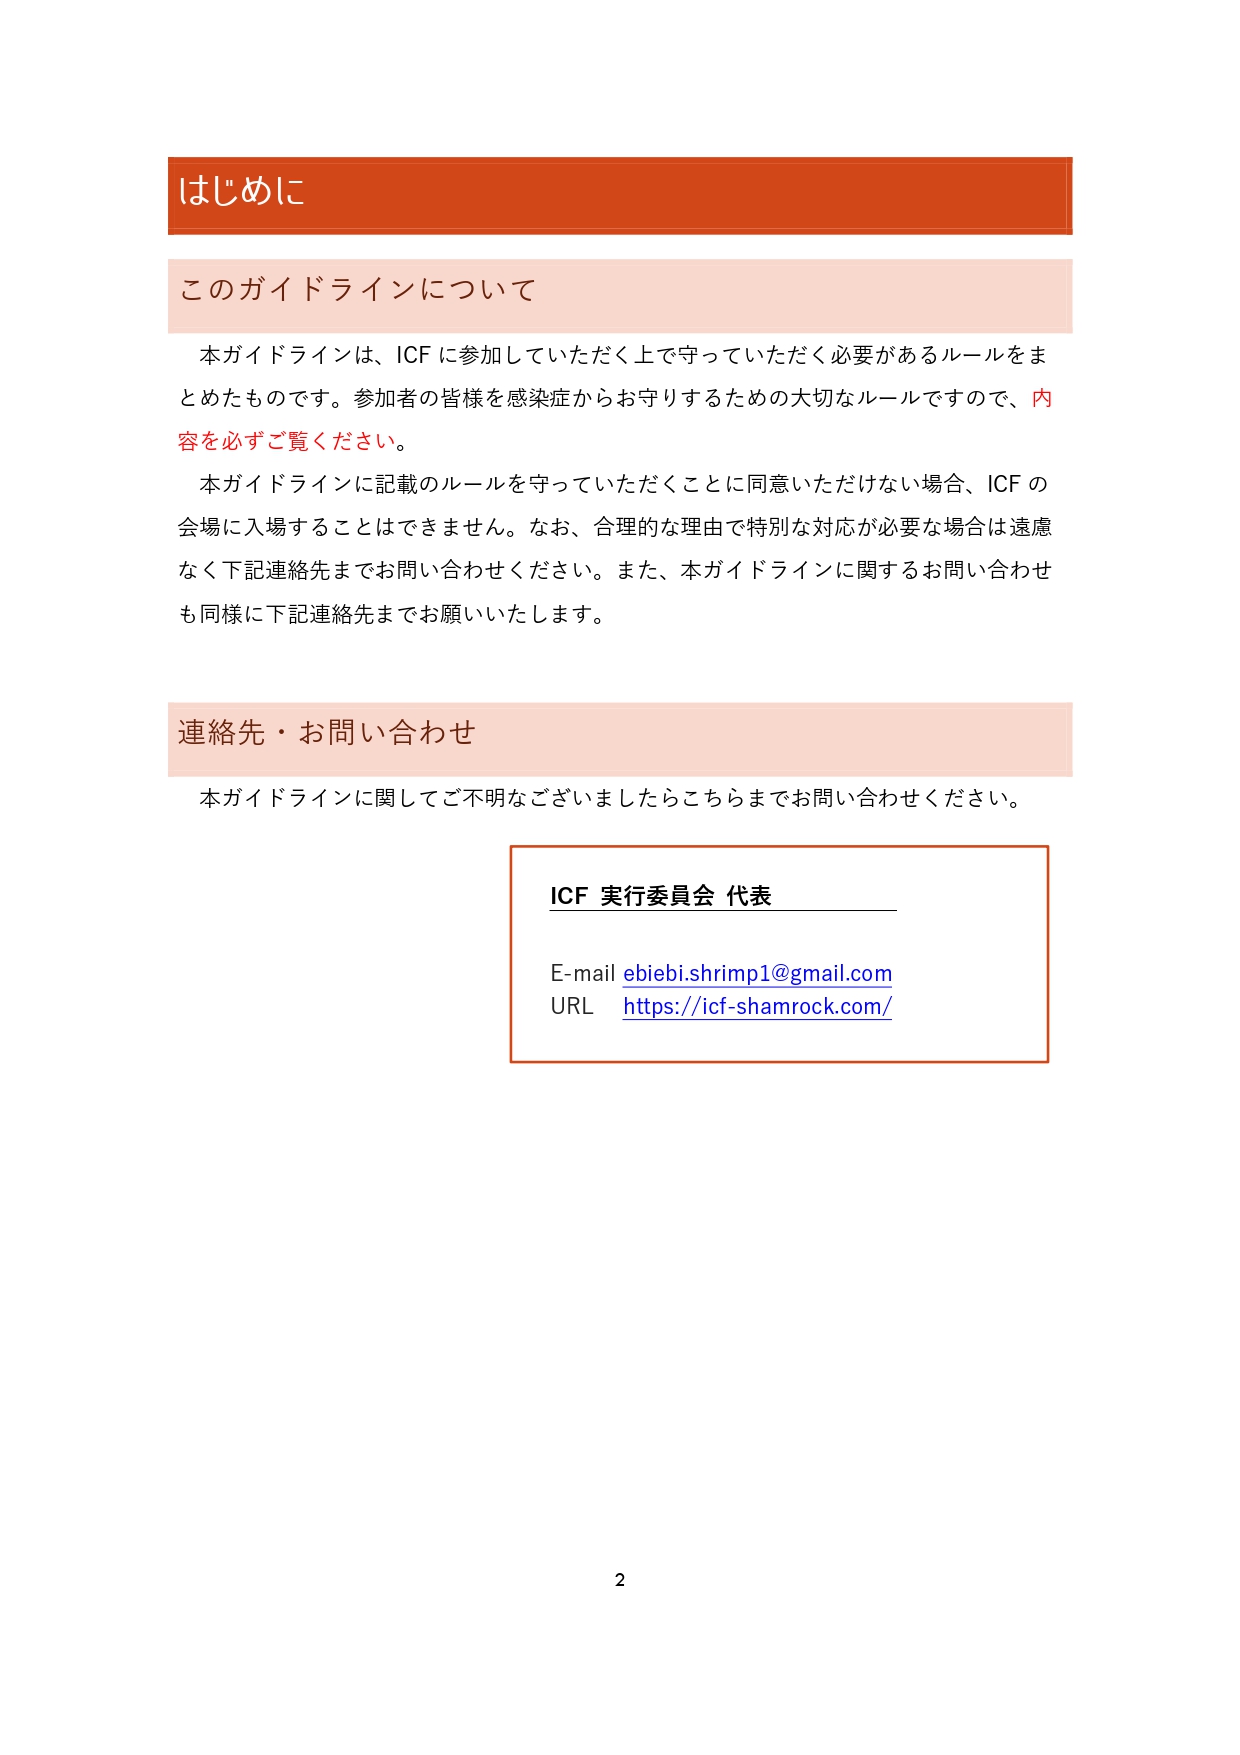 はじめに
このガイドラインについて
本ガイドラインは、ICF に参加していただく上で守っていただく必要があるルールをま
とめたものです。参加者の皆様を感染症からお守りするための大切なルールですので、内
容を必ずご覧ください。
本ガイドラインに記載のルールを守っていただくことに同意いただけない場合、ICF の
会場に入場することはできません。なお、合理的な理由で特別な対応が必要な場合は遠慮
なく下記連絡先までお問い合わせください。また、本ガイドラインに関するお問い合わせ
も同様に下記連絡先までお願いいたします。
連絡先・お問い合わせ
本ガイドラインに関してご不明なございましたらこちらまでお問い合わせください。
ICF 実行委員会 代表
E-mail ebiebi.shrimp1@gmail.com
URL https://icf-shamrock.com/
2